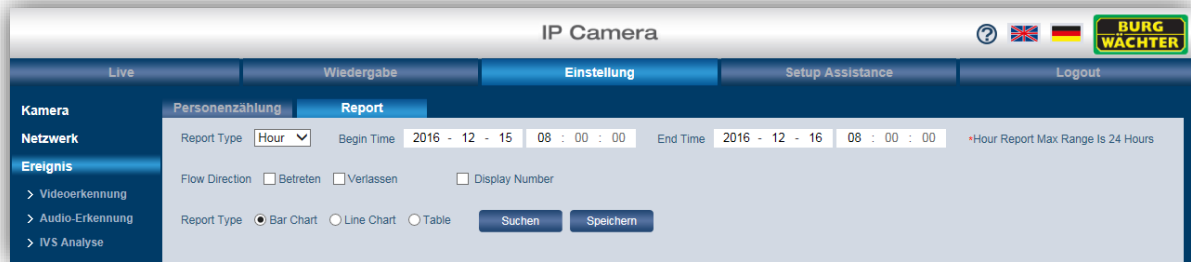 IP Camera
BURG
WÄCHTER
Live Wiedergabe Einstellung Setup Assistance Logout
Kamera
Netzwerk
Ereignis
> Videoerkennung
> Audio-Erkennung
> IVS Analyse
Personenzählung Report
Report Type Hour Begin Time 2016 - 12 - 15 08 : 00 : 00 End Time 2016 - 12 - 16 08 : 00 : 00 *Hour Report Max Range Is 24 Hours
Flow Direction Betreten Verlassen Display Number
Report Type Bar Chart Line Chart Table Suchen Speichern